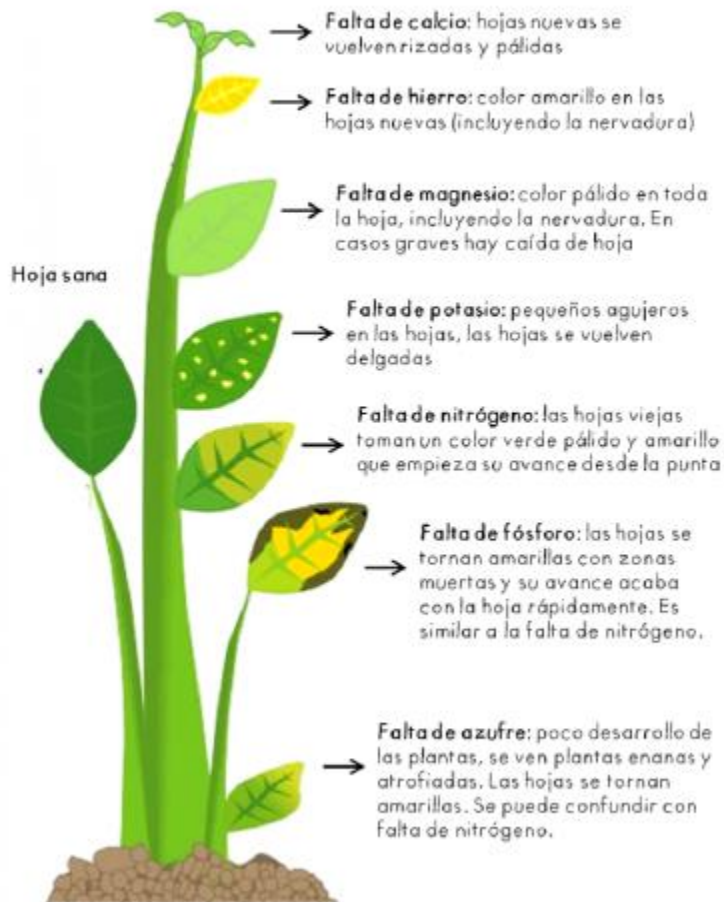 Falta de calcio: hojas nuevas se
vuelven rizadas y pálidas
Falta de hierro: color amarillo en las
hojas nuevas (incluyendo la nervadura)
Falta de magnesio: color pálido en toda
la hoja, incluyendo la nervadura. En
casos graves hay caída de hoja
Hoja sana
Falta de potasio: pequeños agujeros
en las hojas, las hojas se vuelven
delgadas
Falta de nitrógeno: las hojas viejas
toman un color verde pálido y amarillo
que empieza su avance desde la punta
Falta de fósforo: las hojas se
tornan amarillas con zonas
muertas y su avance acaba
con la hoja rápidamente. Es
similar a la falta de nitrógeno.
Falta de azufre: poco desarrollo de
las plantas, se ven plantas enanas y
atrofiadas. Las hojas se tornan
amarillas. Se puede confundir con
falta de nitrógeno.